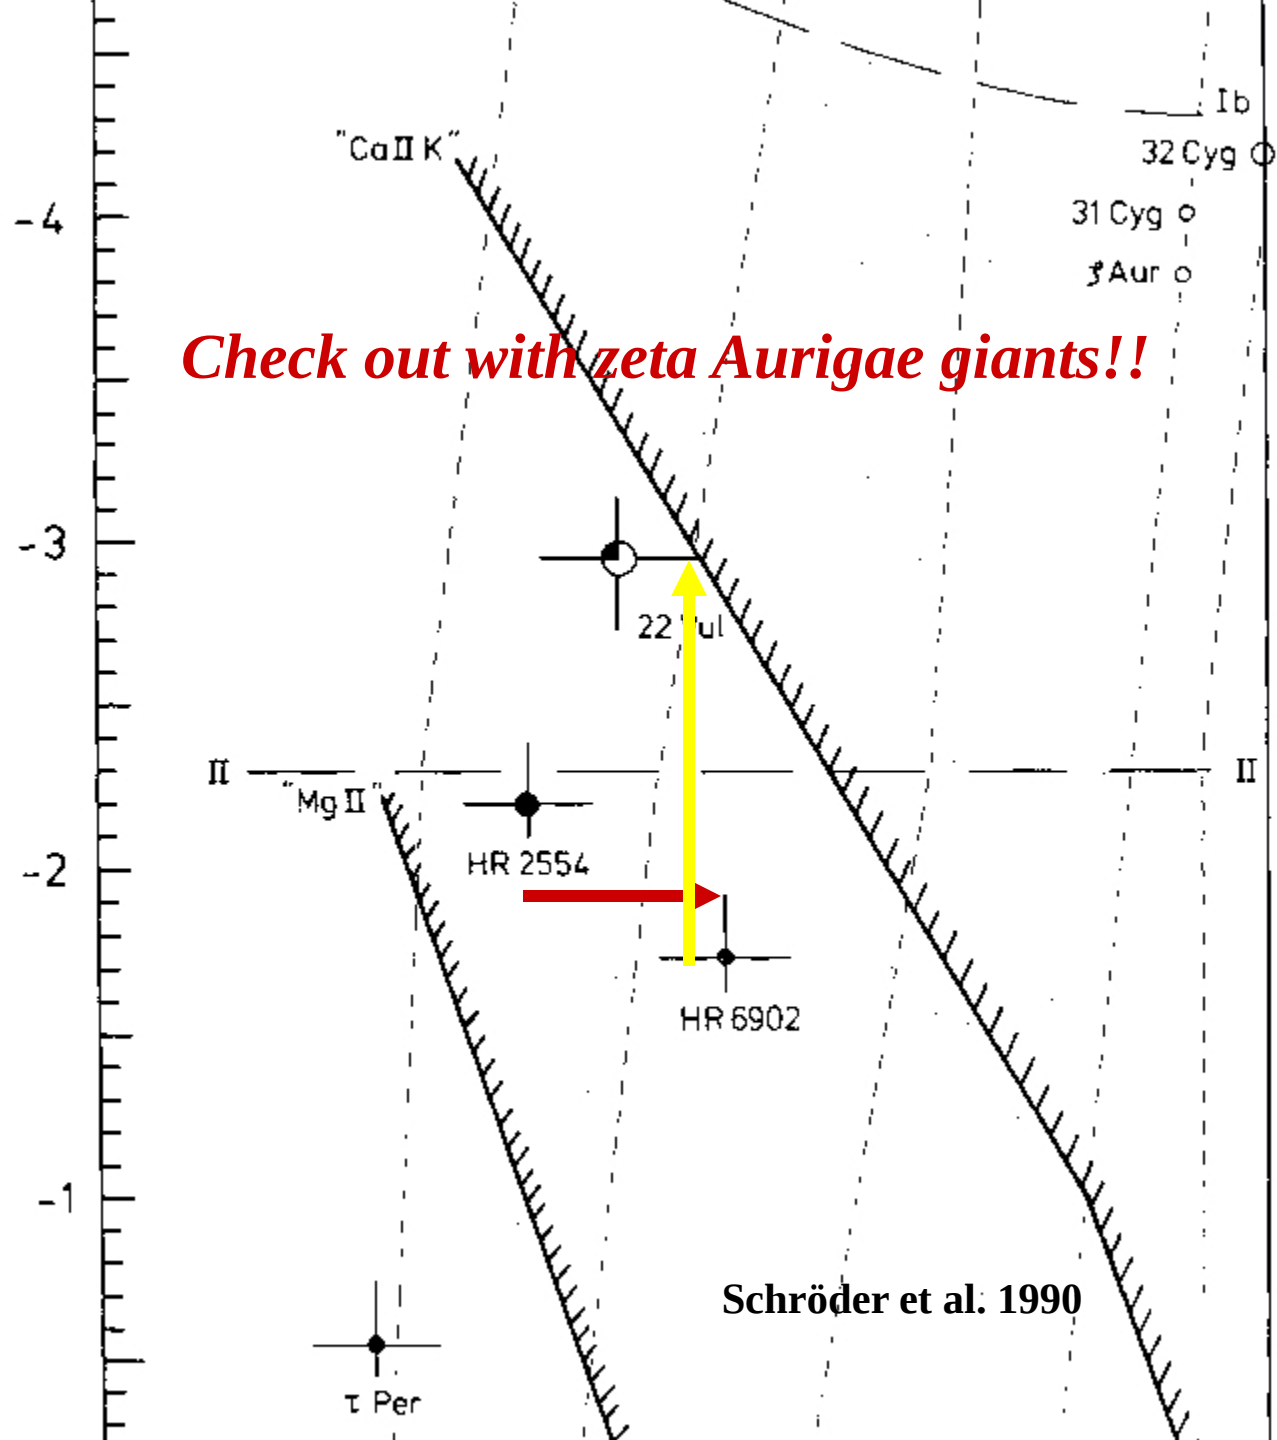 Ib
"Ca II K"
32 Cyg
-4
31 Cyg
ζ Aur
Check out with zeta Aurigae giants!!
-3
22 Vul
II
II
"Mg II"
HR 2554
-2
HR 6902
-1
Schröder et al. 1990
τ Per